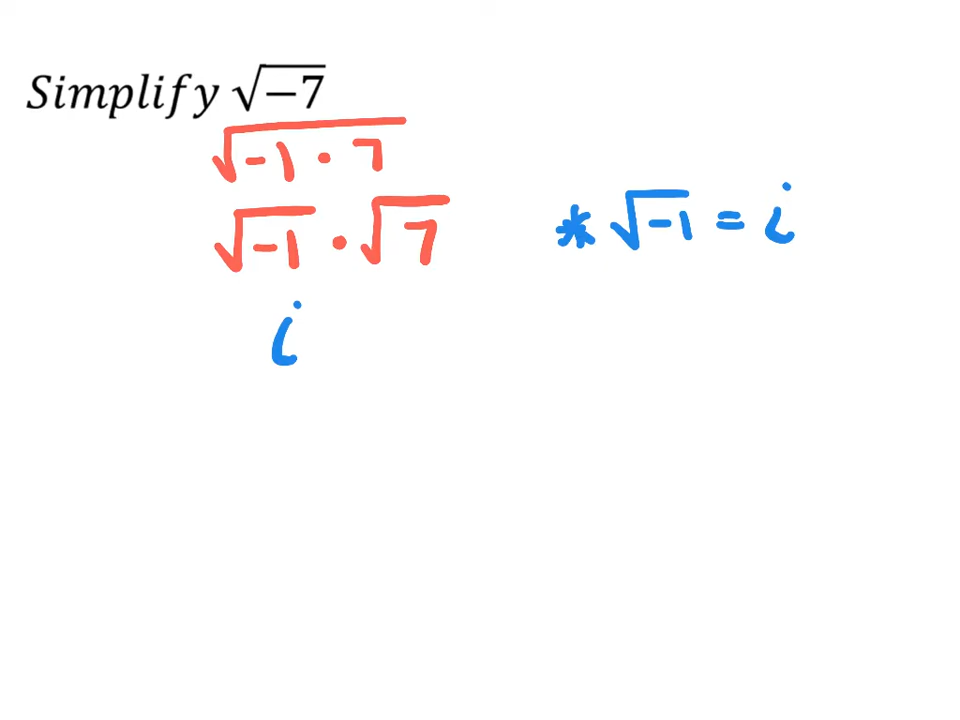 Simplify √−7
√-1 · 7
√-1 · √7
* √-1 = i
i